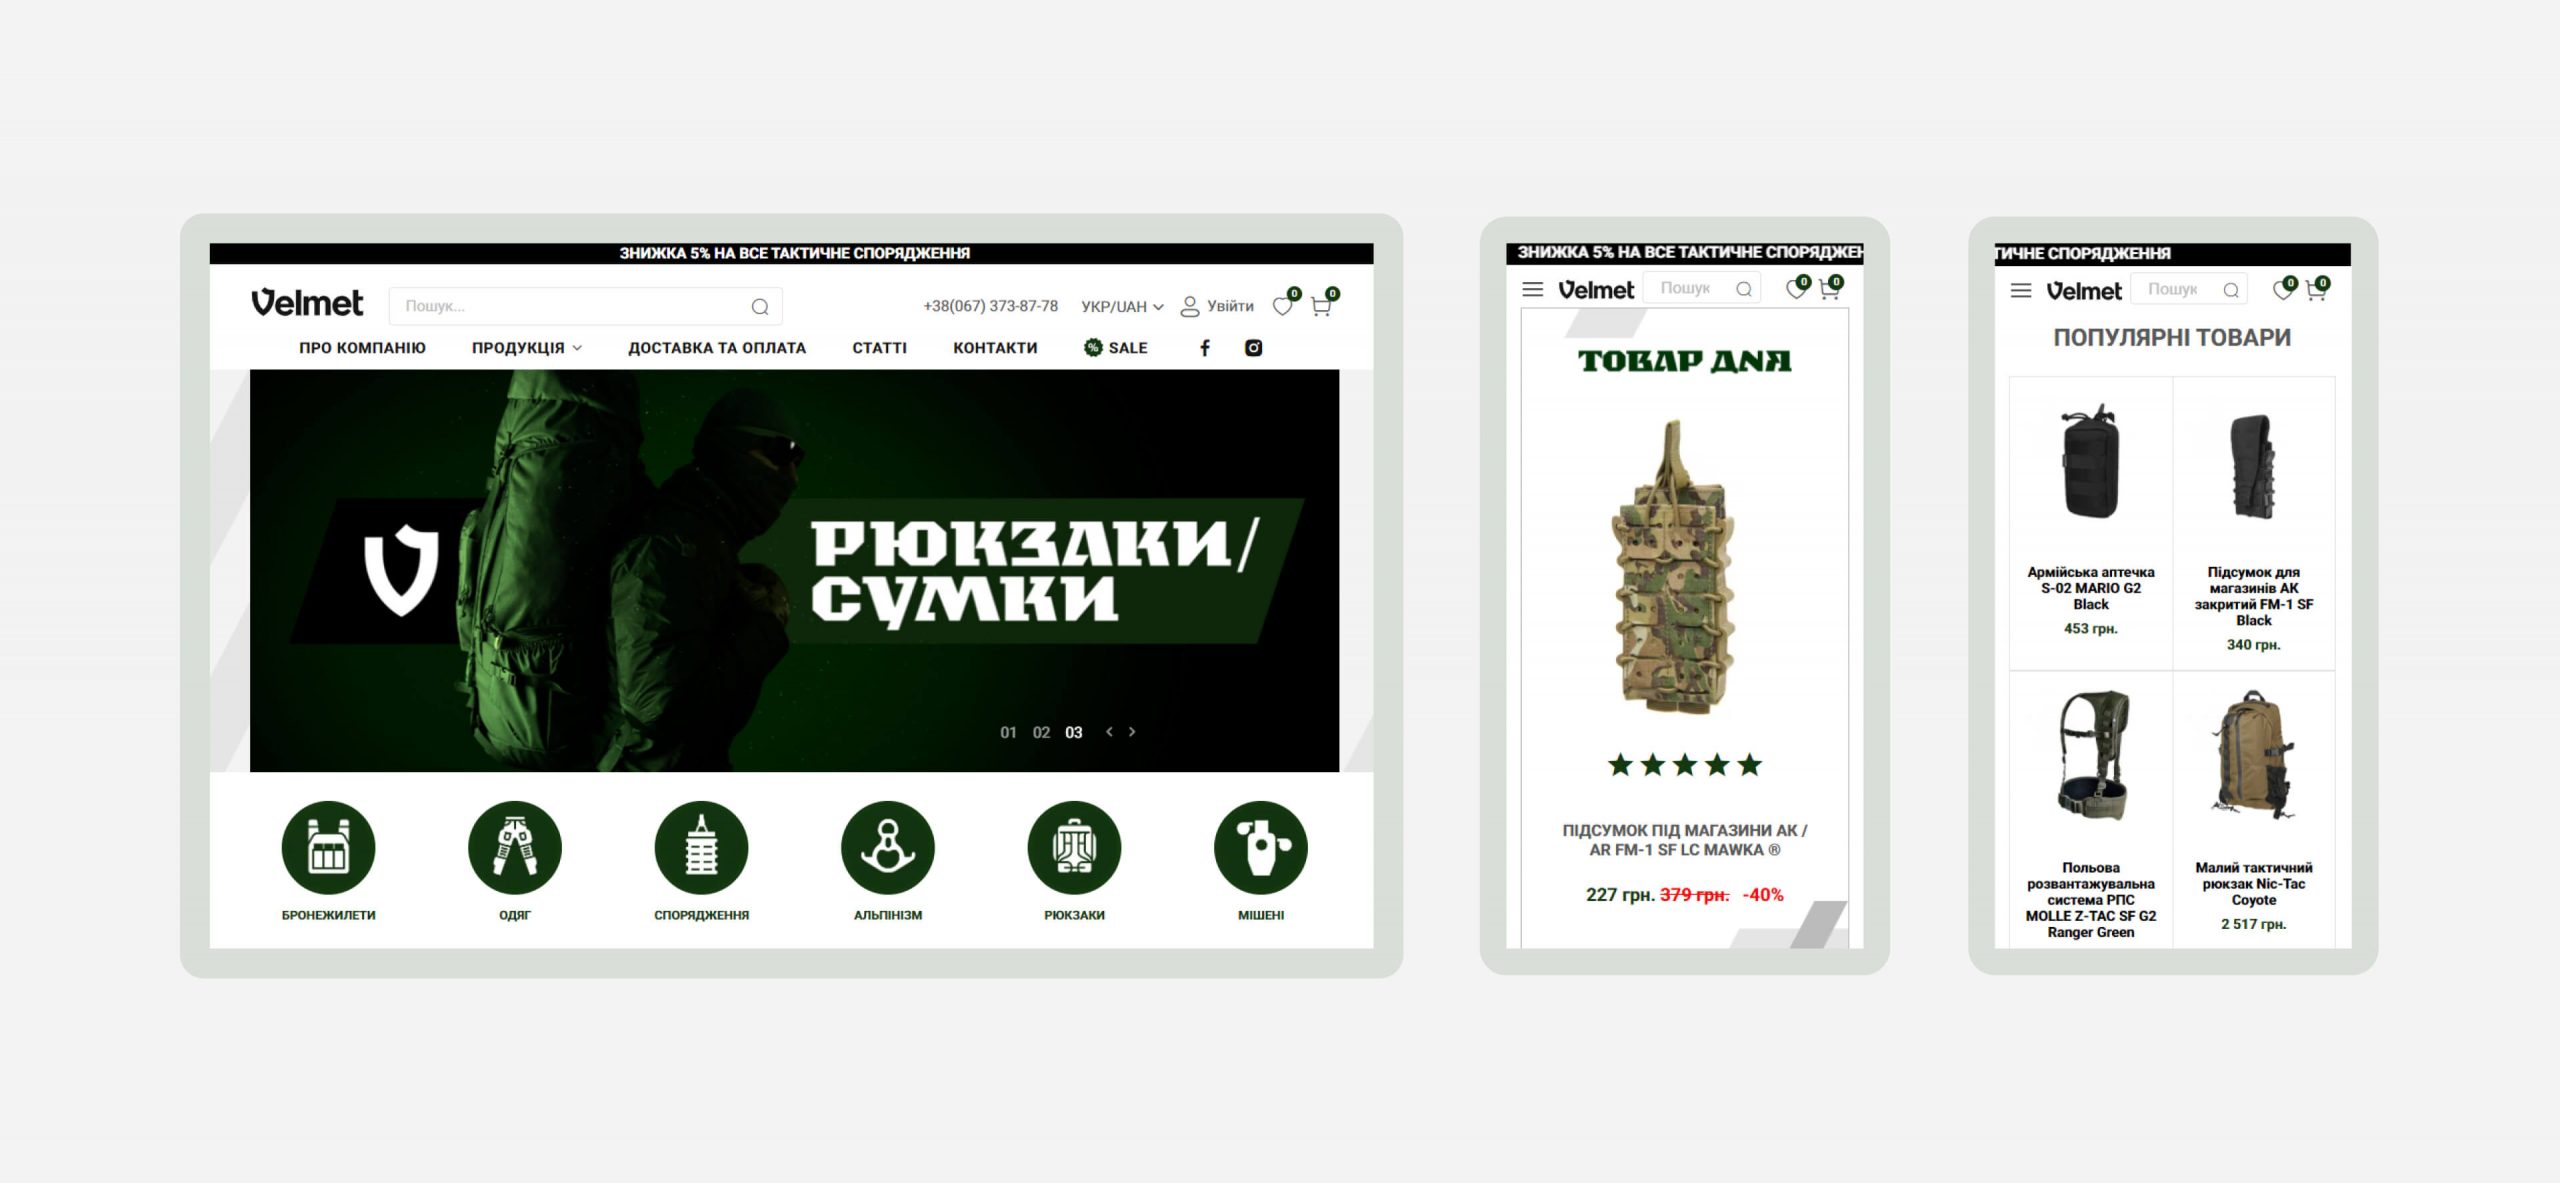 ЗНИЖКА 5% НА ВСЕ ТАКТИЧНЕ СПОРЯДЖЕННЯ
Velmet
Пошук...
+38(067) 373-87-78
УКР/UAH
Увійти
0
0
ПРО КОМПАНІЮ
ПРОДУКЦІЯ
ДОСТАВКА ТА ОПЛАТА
СТАТТІ
КОНТАКТИ
% SALE
РЮКЗАКИ/
СУМКИ
01 02 03
БРОНЕЖИЛЕТИ
ОДЯГ
СПОРЯДЖЕННЯ
АЛЬПІНІЗМ
РЮКЗАКИ
МІШЕНІ
ЗНИЖКА 5% НА ВСЕ ТАКТИЧНЕ СПОРЯДЖЕН
Velmet
Пошук
0
0
ТОВАР ДНЯ
ПІДСУМОК ПІД МАГАЗИНИ АК /
AR FM-1 SF LC MAWKA ®
227 грн. 379 грн. -40%
ТИЧНЕ СПОРЯДЖЕННЯ
Velmet
Пошук
0
0
ПОПУЛЯРНІ ТОВАРИ
Армійська аптечка
S-02 MARIO G2
Black
453 грн.
Підсумок для
магазинів АК
закритий FM-1 SF
Black
340 грн.
Польова
розвантажувальна
система РПС
MOLLE Z-TAC SF G2
Ranger Green
Малий тактичний
рюкзак Nic-Tac
Coyote
2 517 грн.